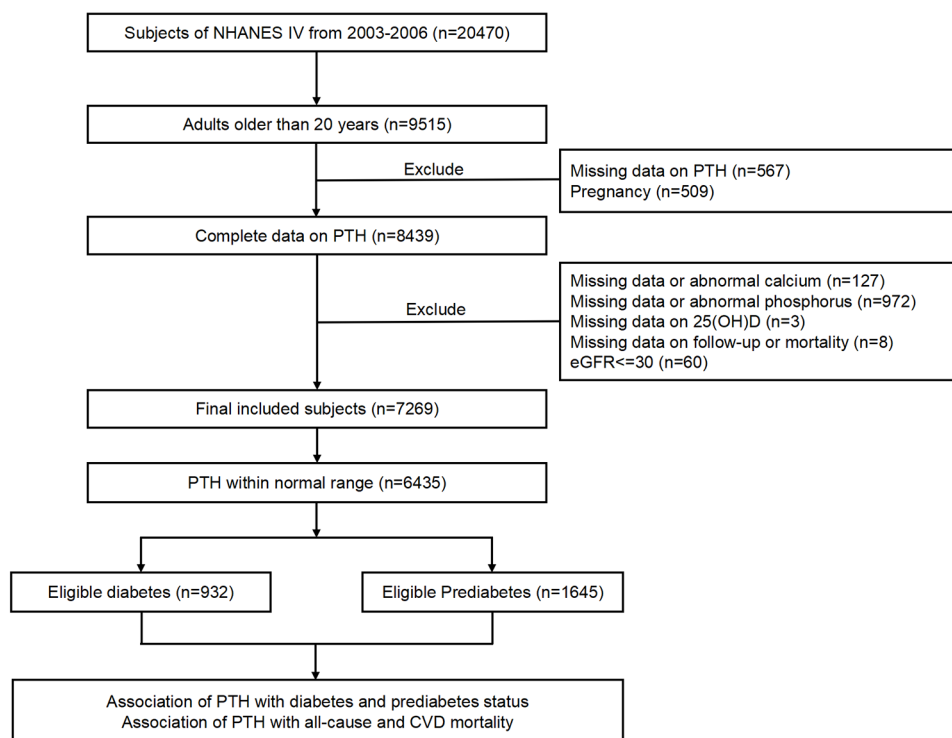 Subjects of NHANES IV from 2003-2006 (n=20470)
Adults older than 20 years (n=9515)
Exclude
Missing data on PTH (n=567)
Pregnancy (n=509)
Complete data on PTH (n=8439)
Exclude
Missing data or abnormal calcium (n=127)
Missing data or abnormal phosphorus (n=972)
Missing data on 25(OH)D (n=3)
Missing data on follow-up or mortality (n=8)
eGFR<=30 (n=60)
Final included subjects (n=7269)
PTH within normal range (n=6435)
Eligible diabetes (n=932)
Eligible Prediabetes (n=1645)
Association of PTH with diabetes and prediabetes status
Association of PTH with all-cause and CVD mortality